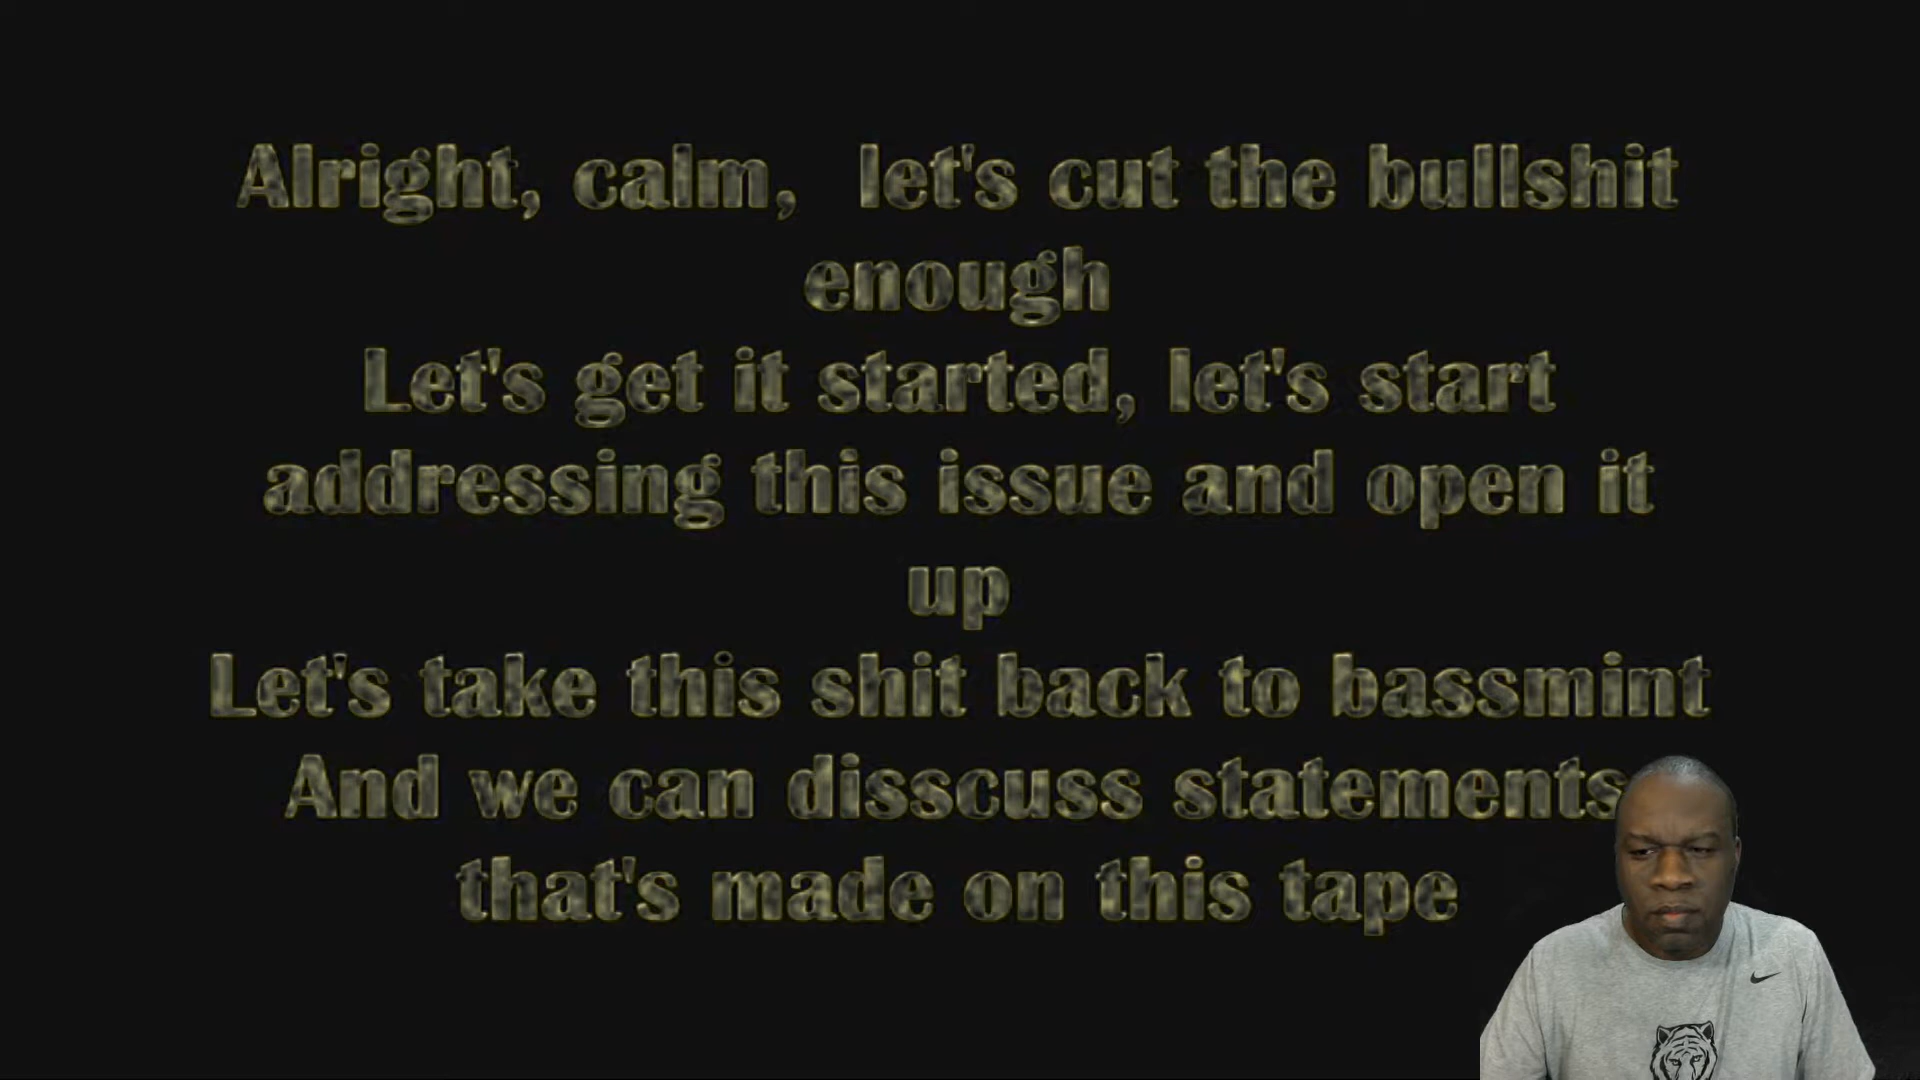 Alright, calm,  let's cut the bullshit
enough
Let's get it started, let's start
addressing this issue and open it
up
Let's take this shit back to bassmint
And we can disscuss statements
that's made on this tape